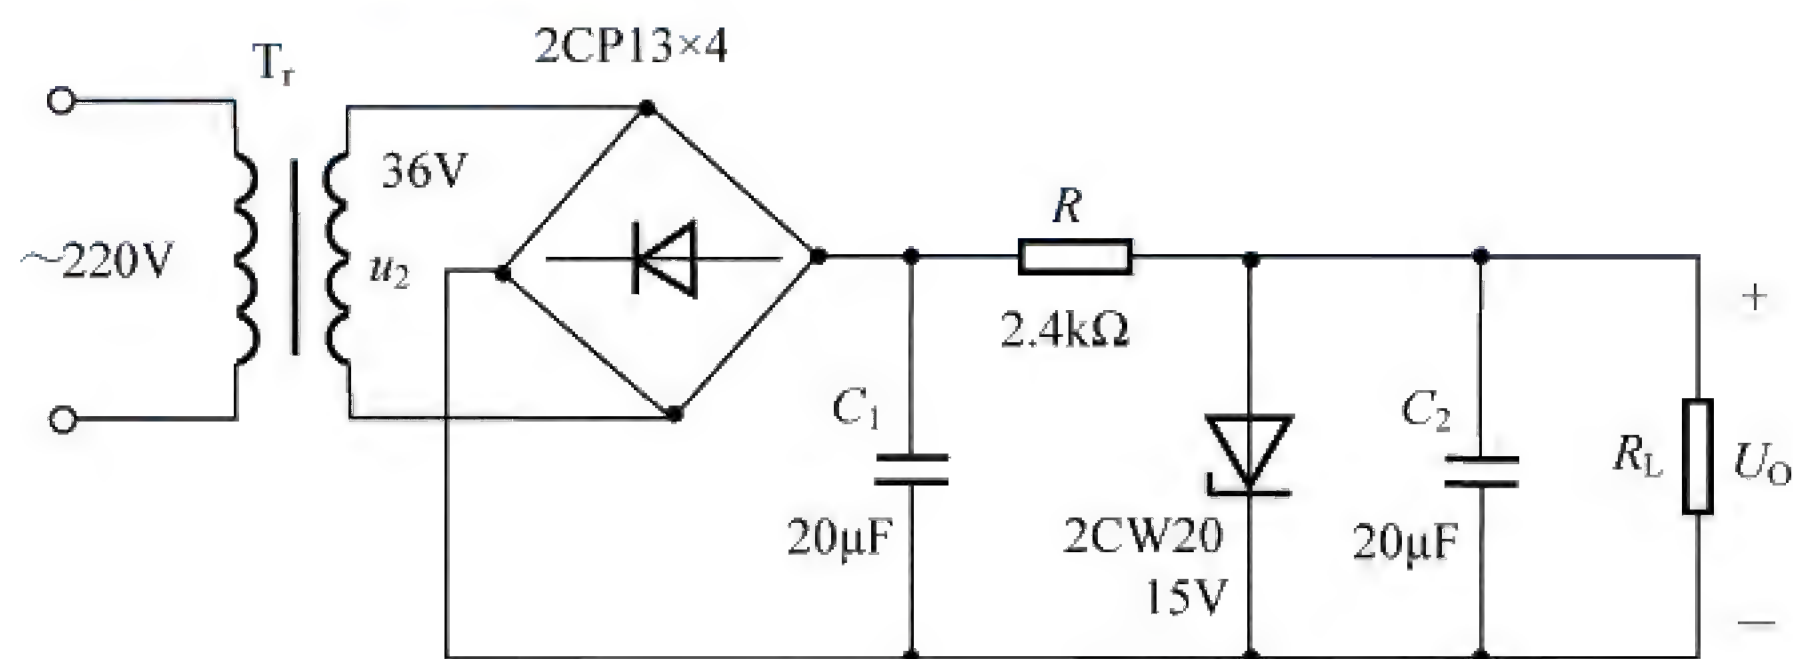 2CP13×4
Tr
36V
~220V
u2
R
2.4kΩ
+
C1
C2
RL
UO
20μF
2CW20
15V
20μF
—